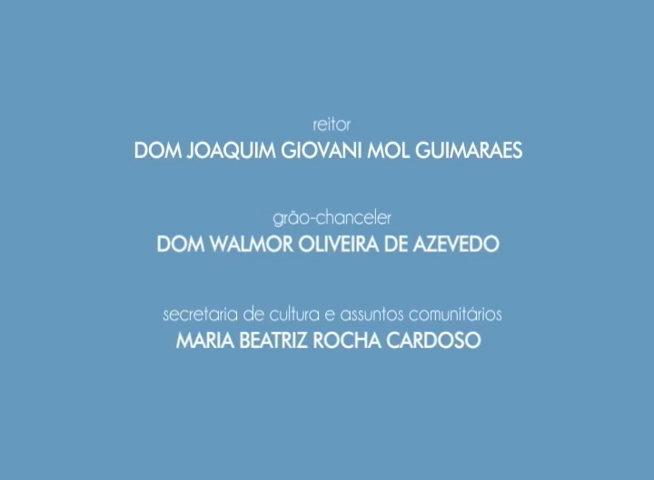 reitor
DOM JOAQUIM GIOVANI MOL GUIMARAES
grão-chanceler
DOM WALMOR OLIVEIRA DE AZEVEDO
secretaria de cultura e assuntos comunitários
MARIA BEATRIZ ROCHA CARDOSO